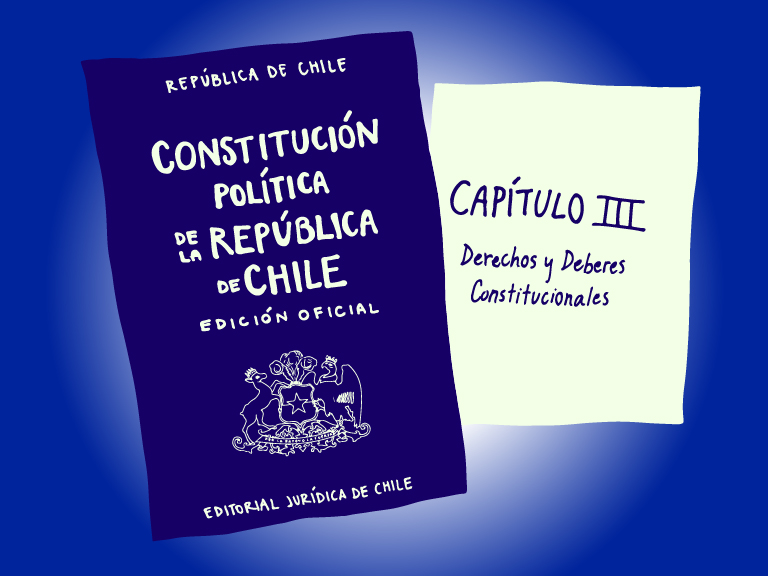 REPÚBLICA DE CHILE
CONSTITUCIÓN
POLÍTICA
DE LA REPÚBLICA
DE CHILE
EDICIÓN OFICIAL
EDITORIAL JURÍDICA DE CHILE
CAPÍTULO III
Derechos y Deberes
Constitucionales